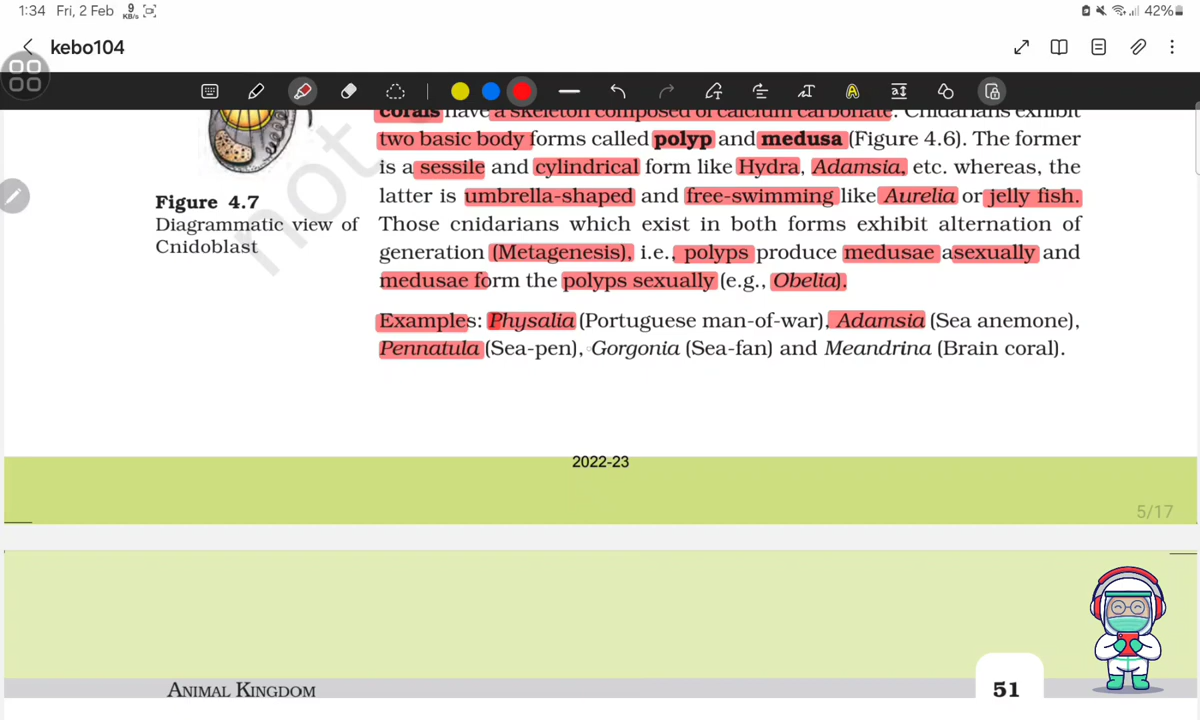 1:34 Fri, 2 Feb 9 KB/s 42%
kebo104
corals have a skeleton composed of calcium carbonate. Cnidarians exhibit
two basic body forms called polyp and medusa (Figure 4.6). The former
is a sessile and cylindrical form like Hydra, Adamsia, etc. whereas, the
latter is umbrella-shaped and free-swimming like Aurelia or jelly fish.
Those cnidarians which exist in both forms exhibit alternation of
generation (Metagenesis), i.e., polyps produce medusae asexually and
medusae form the polyps sexually (e.g., Obelia).
Examples: Physalia (Portuguese man-of-war), Adamsia (Sea anemone),
Pennatula (Sea-pen), Gorgonia (Sea-fan) and Meandrina (Brain coral).
Figure 4.7
Diagrammatic view of
Cnidoblast
not
2022-23
5/17
ANIMAL KINGDOM
51